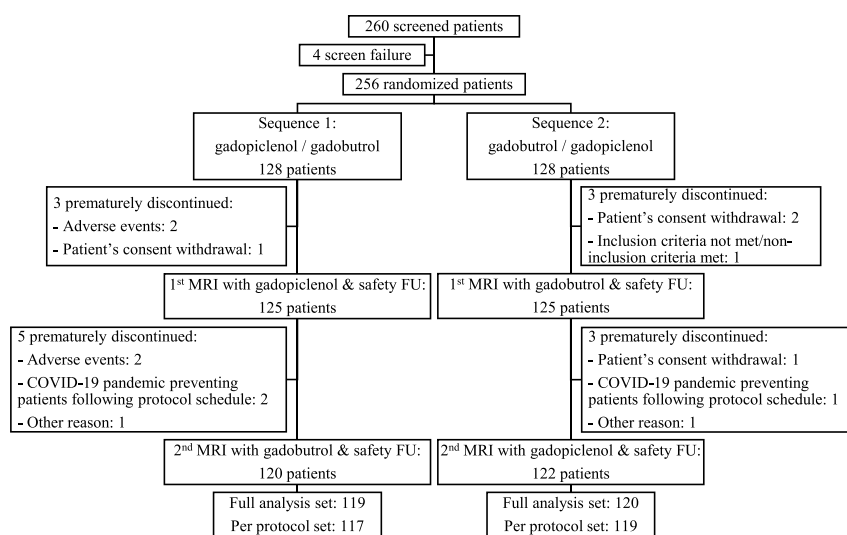 260 screened patients
4 screen failure
256 randomized patients
Sequence 1:
gadopiclenol / gadobutrol
128 patients
Sequence 2:
gadobutrol / gadopiclenol
128 patients
3 prematurely discontinued:
- Adverse events: 2
- Patient's consent withdrawal: 1
3 prematurely discontinued:
- Patient's consent withdrawal: 2
- Inclusion criteria not met/non-
inclusion criteria met: 1
1st MRI with gadopiclenol & safety FU:
125 patients
1st MRI with gadobutrol & safety FU:
125 patients
5 prematurely discontinued:
- Adverse events: 2
- COVID-19 pandemic preventing
patients following protocol schedule: 2
- Other reason: 1
3 prematurely discontinued:
- Patient's consent withdrawal: 1
- COVID-19 pandemic preventing
patients following protocol schedule: 1
- Other reason: 1
2nd MRI with gadobutrol & safety FU:
120 patients
2nd MRI with gadopiclenol & safety FU:
122 patients
Full analysis set: 119
Per protocol set: 117
Full analysis set: 120
Per protocol set: 119